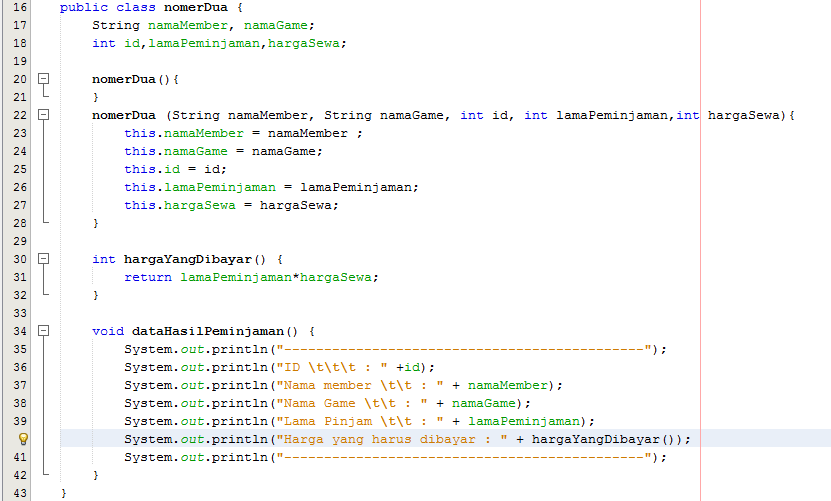 16 public class nomerDua {
17 String namaMember, namaGame;
18 int id,lamaPeminjaman,hargaSewa;
19
20 nomerDua(){
21 }
22 nomerDua (String namaMember, String namaGame, int id, int lamaPeminjaman,int hargaSewa){
23 this.namaMember = namaMember ;
24 this.namaGame = namaGame;
25 this.id = id;
26 this.lamaPeminjaman = lamaPeminjaman;
27 this.hargaSewa = hargaSewa;
28 }
29
30 int hargaYangDibayar() {
31 return lamaPeminjaman*hargaSewa;
32 }
33
34 void dataHasilPeminjaman() {
35 System.out.println("---------------------------------------------");
36 System.out.println("ID \t\t\t : " +id);
37 System.out.println("Nama member \t\t : " + namaMember);
38 System.out.println("Nama Game \t\t : " + namaGame);
39 System.out.println("Lama Pinjam \t\t : " + lamaPeminjaman);
System.out.println("Harga yang harus dibayar : " + hargaYangDibayar());
41 System.out.println("---------------------------------------------");
42 }
43 }